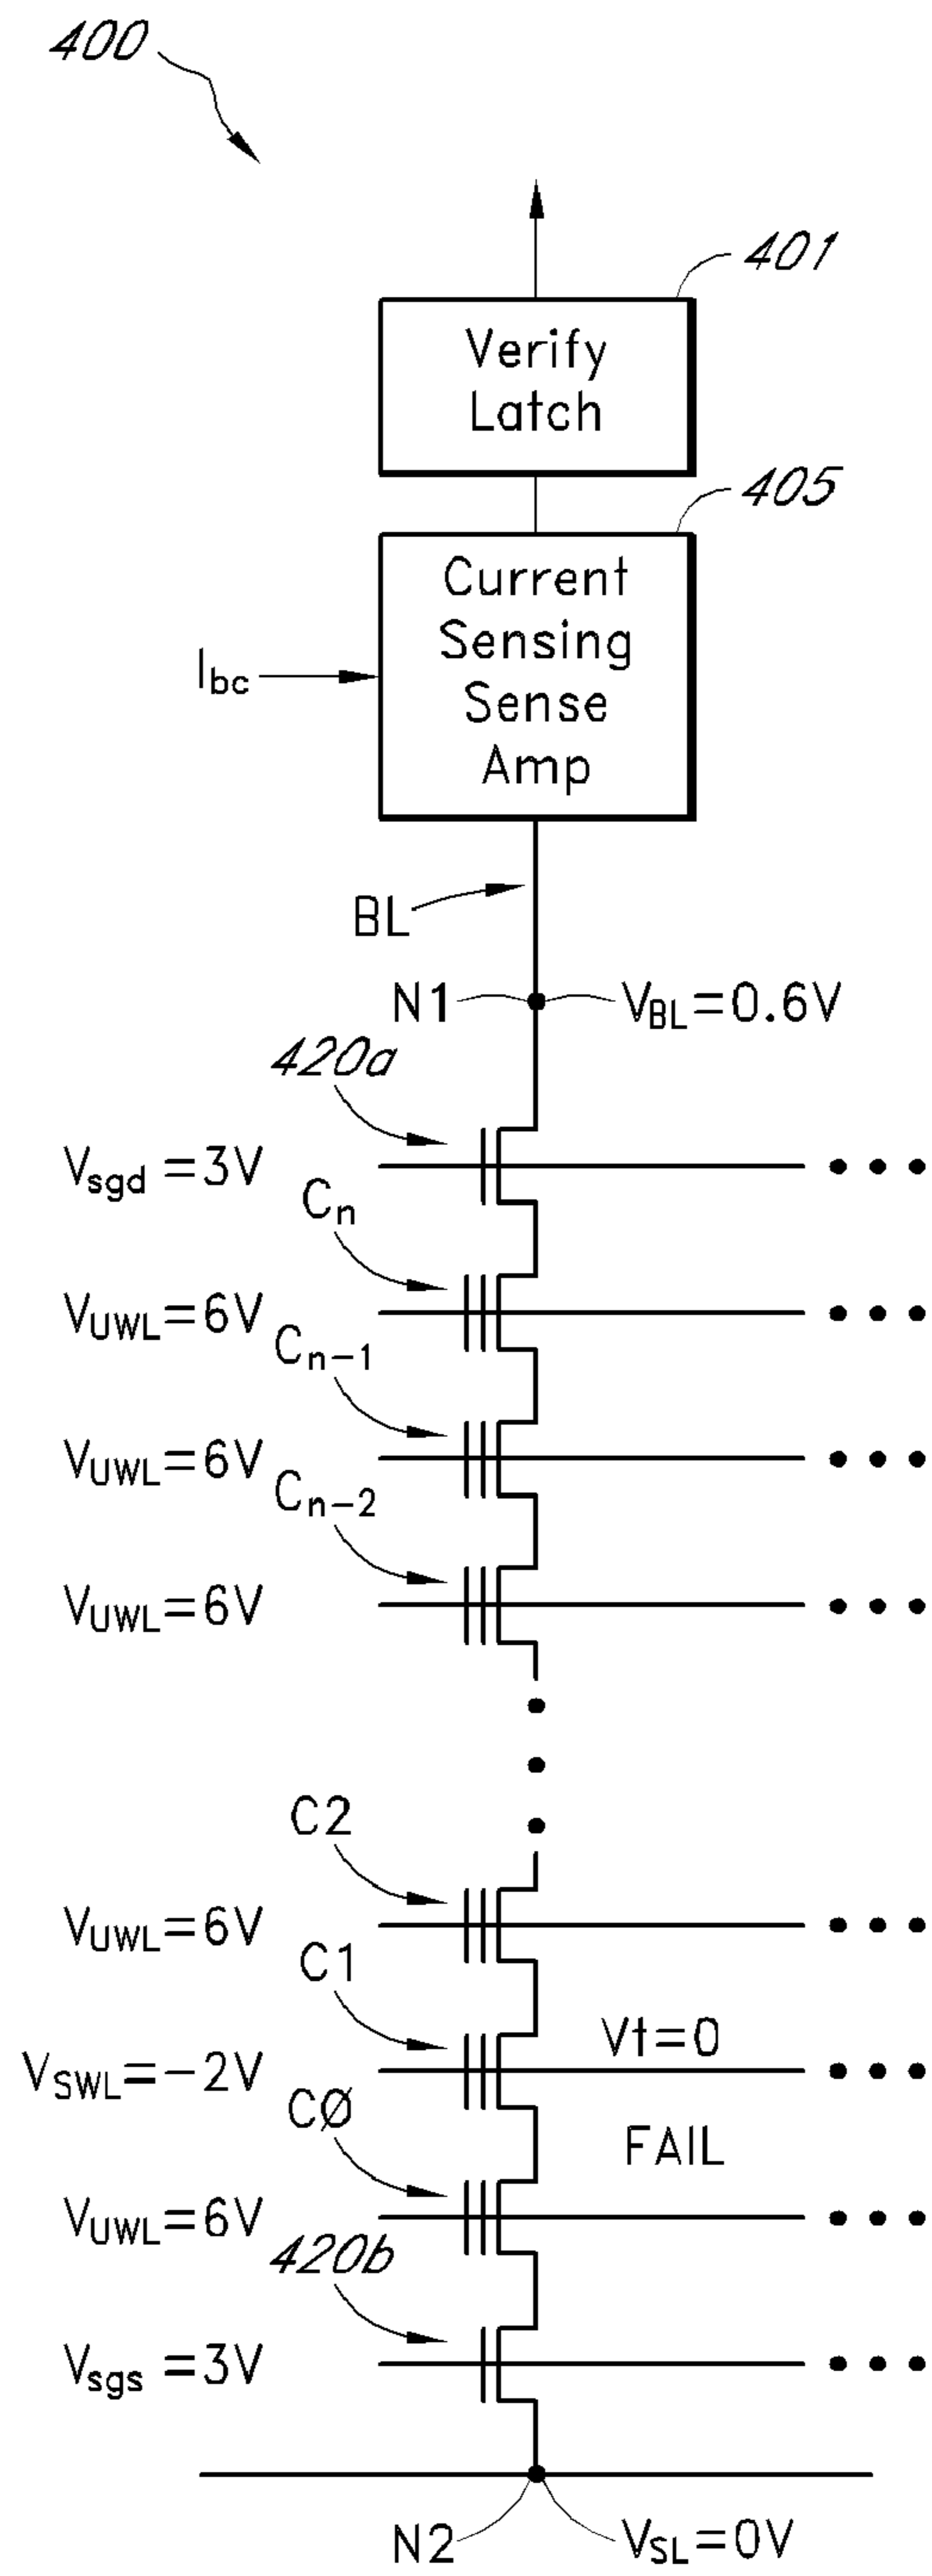 400
401
Verify
Latch
405
Current
Sensing
Sense
Amp
Ibc
BL
N1
VBL=0.6V
420a
Vsgd=3V
Cn
VUWL=6V
Cn-1
VUWL=6V
Cn-2
VUWL=6V
C2
VUWL=6V
C1
Vt=0
VSWL=-2V
CØ
FAIL
VUWL=6V
420b
Vsgs=3V
N2
VSL=0V